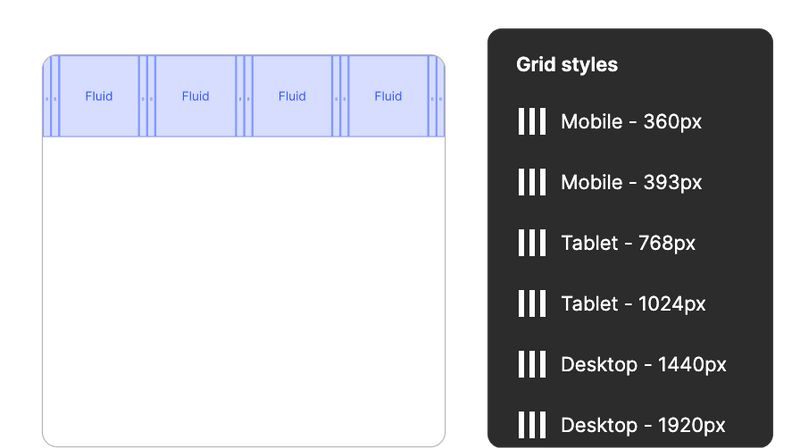 Fluid
Fluid
Fluid
Fluid
Grid styles
Mobile - 360px
Mobile - 393px
Tablet - 768px
Tablet - 1024px
Desktop - 1440px
Desktop - 1920px